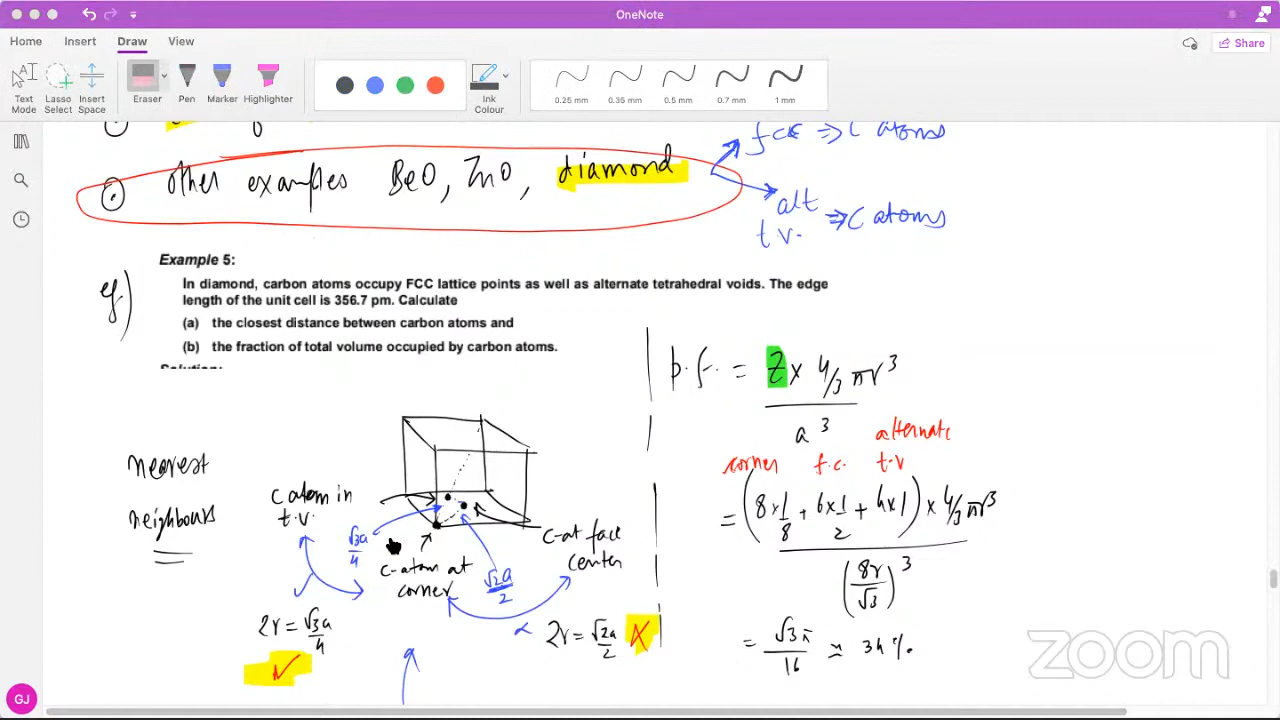 OneNote
Home Insert Draw View
Share
Text Mode
Lasso Select
Insert Space
Eraser
Pen
Marker
Highlighter
Ink Colour
0.25 mm 0.35 mm 0.5 mm 0.7 mm 1 mm
fcc ⇒ C atoms
other examples BeO, ZnO, diamond
alt t.v. ⇒ C atoms
eg)
Example 5:
In diamond, carbon atoms occupy FCC lattice points as well as alternate tetrahedral voids. The edge
length of the unit cell is 356.7 pm. Calculate
(a) the closest distance between carbon atoms and
(b) the fraction of total volume occupied by carbon atoms.
Solution:
p.f. = Z × 4/3 πr³
a³
corner f.c. alternate t.v
= (8×1/8 + 6×1/2 + 4×1) × 4/3 πr³
(8r/√3)³
= √3π/16 ≈ 34 %.
nearest
neighbours
C atom in
t.v.
√3a/4
C-atom at
corner
√2a/2
C-at face
center
2r = √3a/4 ✓
2r = √2a/2 X
zoom
GJ